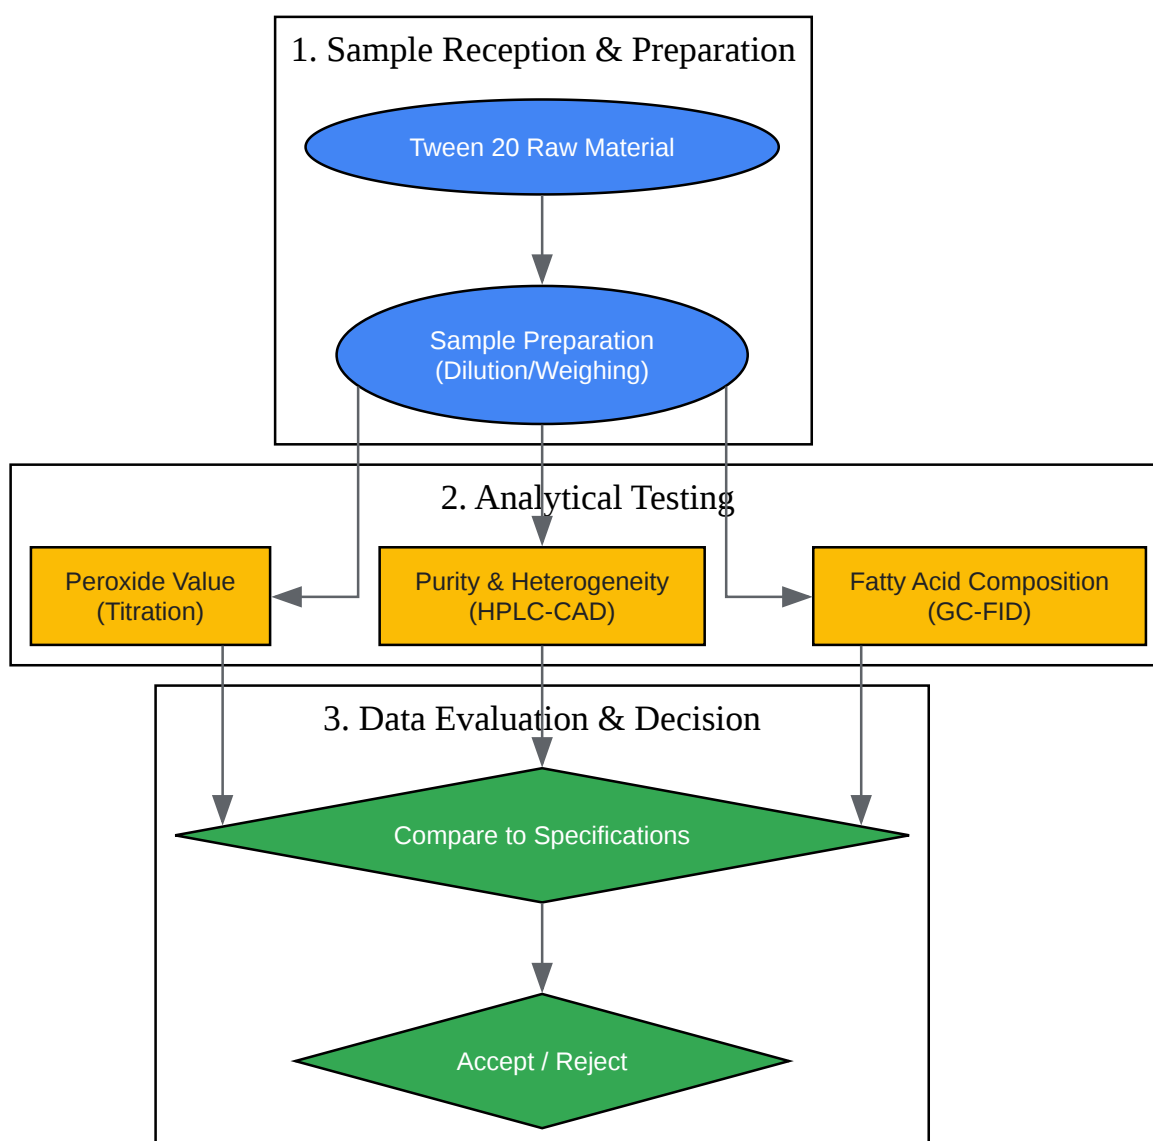 1. Sample Reception & Preparation
Tween 20 Raw Material
Sample Preparation
(Dilution/Weighing)
2. Analytical Testing
Peroxide Value
(Titration)
Purity & Heterogeneity
(HPLC-CAD)
Fatty Acid Composition
(GC-FID)
3. Data Evaluation & Decision
Compare to Specifications
Accept / Reject